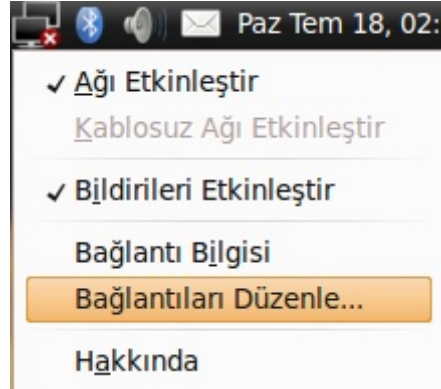 Paz Tem 18, 02:
Ağı Etkinleştir
Kablosuz Ağı Etkinleştir
Bildirileri Etkinleştir
Bağlantı Bilgisi
Bağlantıları Düzenle...
Hakkında